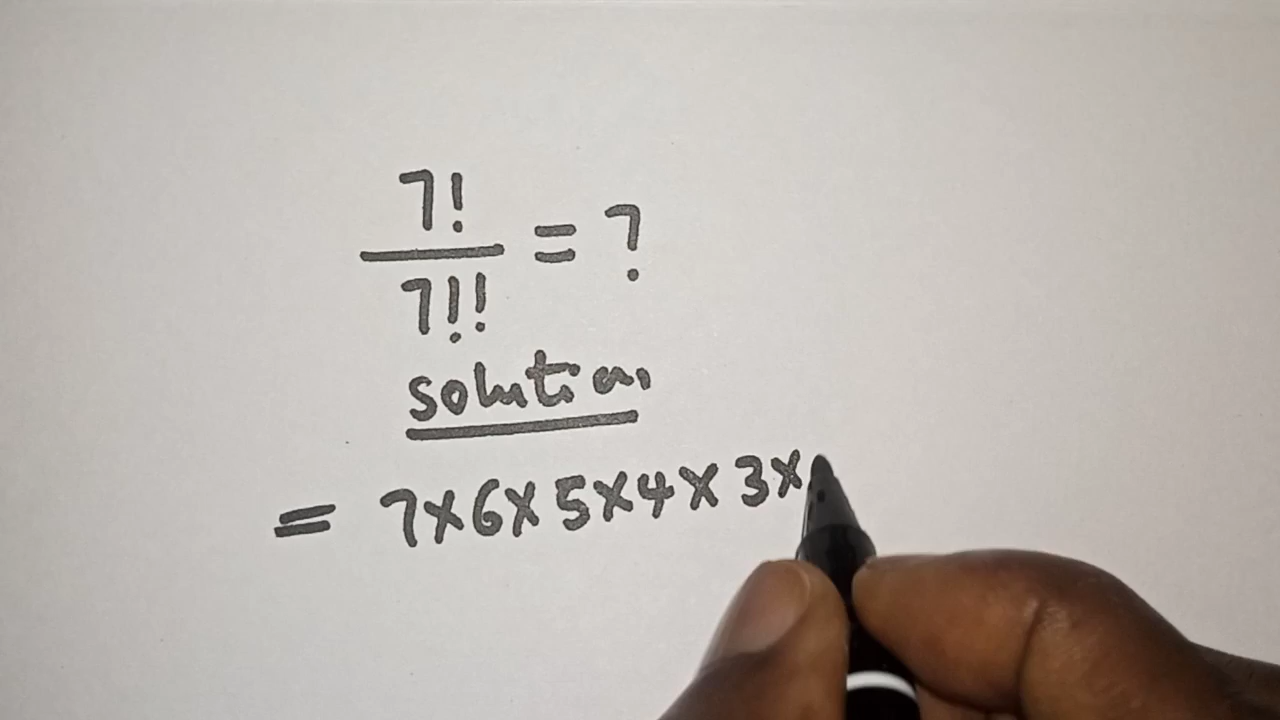 7!
= ?
7!!
solution
= 7×6×5×4×3×